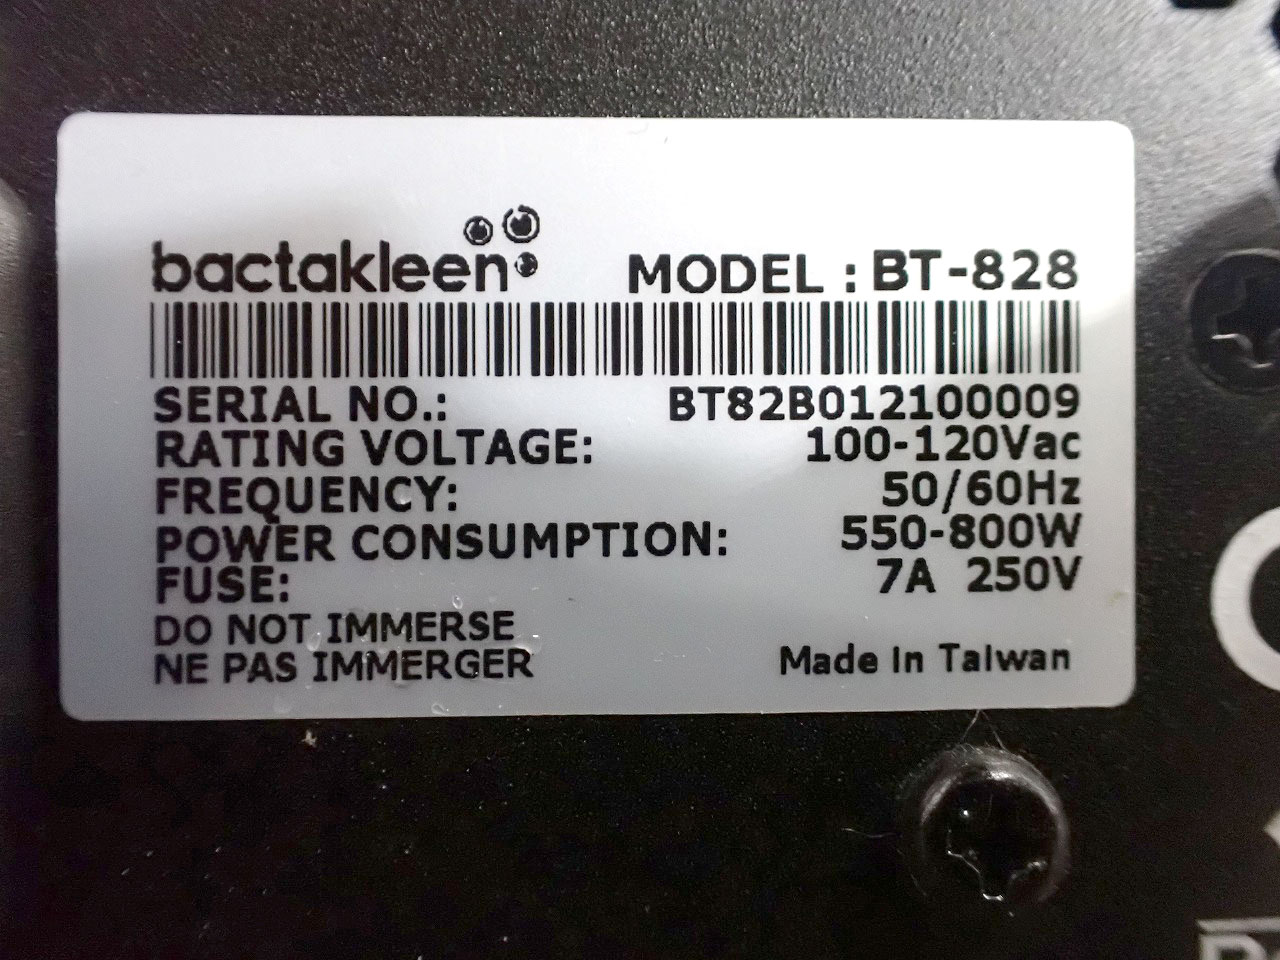 bactakleen
MODEL : BT-828
SERIAL NO.: BT82B012100009
RATING VOLTAGE: 100-120Vac
FREQUENCY: 50/60Hz
POWER CONSUMPTION: 550-800W
FUSE: 7A 250V
DO NOT IMMERSE
NE PAS IMMERGER
Made In Taiwan